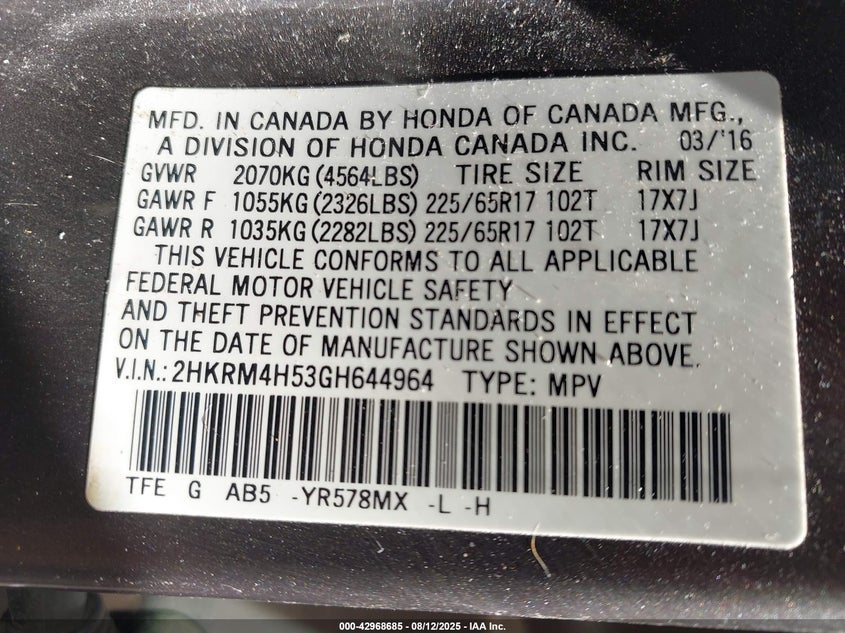 MFD. IN CANADA BY HONDA OF CANADA MFG.,
A DIVISION OF HONDA CANADA INC. 03/'16
GVWR 2070KG (4564LBS) TIRE SIZE RIM SIZE
GAWR F 1055KG (2326LBS) 225/65R17 102T 17X7J
GAWR R 1035KG (2282LBS) 225/65R17 102T 17X7J
THIS VEHICLE CONFORMS TO ALL APPLICABLE
FEDERAL MOTOR VEHICLE SAFETY
AND THEFT PREVENTION STANDARDS IN EFFECT
ON THE DATE OF MANUFACTURE SHOWN ABOVE.
V.I.N.: 2HKRM4H53GH644964 TYPE: MPV
TFE G AB5 -YR578MX -L -H
000-42968685 - 08/12/2025 - IAA Inc.